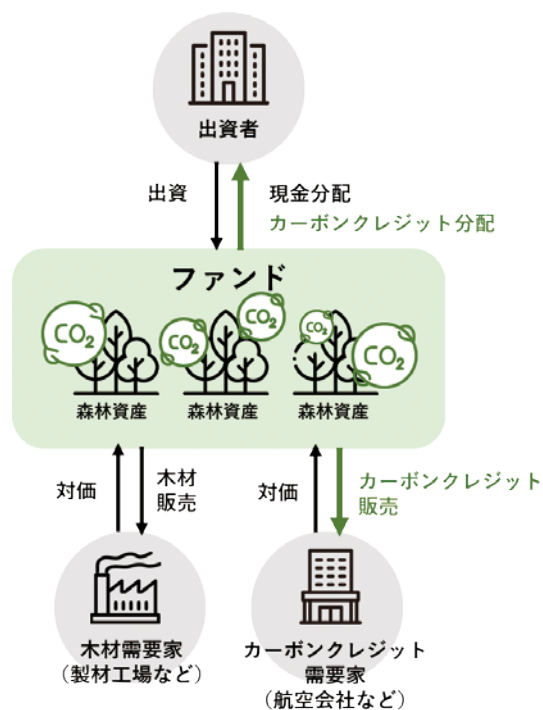 出資者
出資
現金分配
カーボンクレジット分配
ファンド
CO₂
CO₂
CO₂
CO₂
CO₂
森林資産
森林資産
森林資産
対価
木材
販売
対価
カーボンクレジット
販売
木材需要家
（製材工場など）
カーボンクレジット
需要家
（航空会社など）